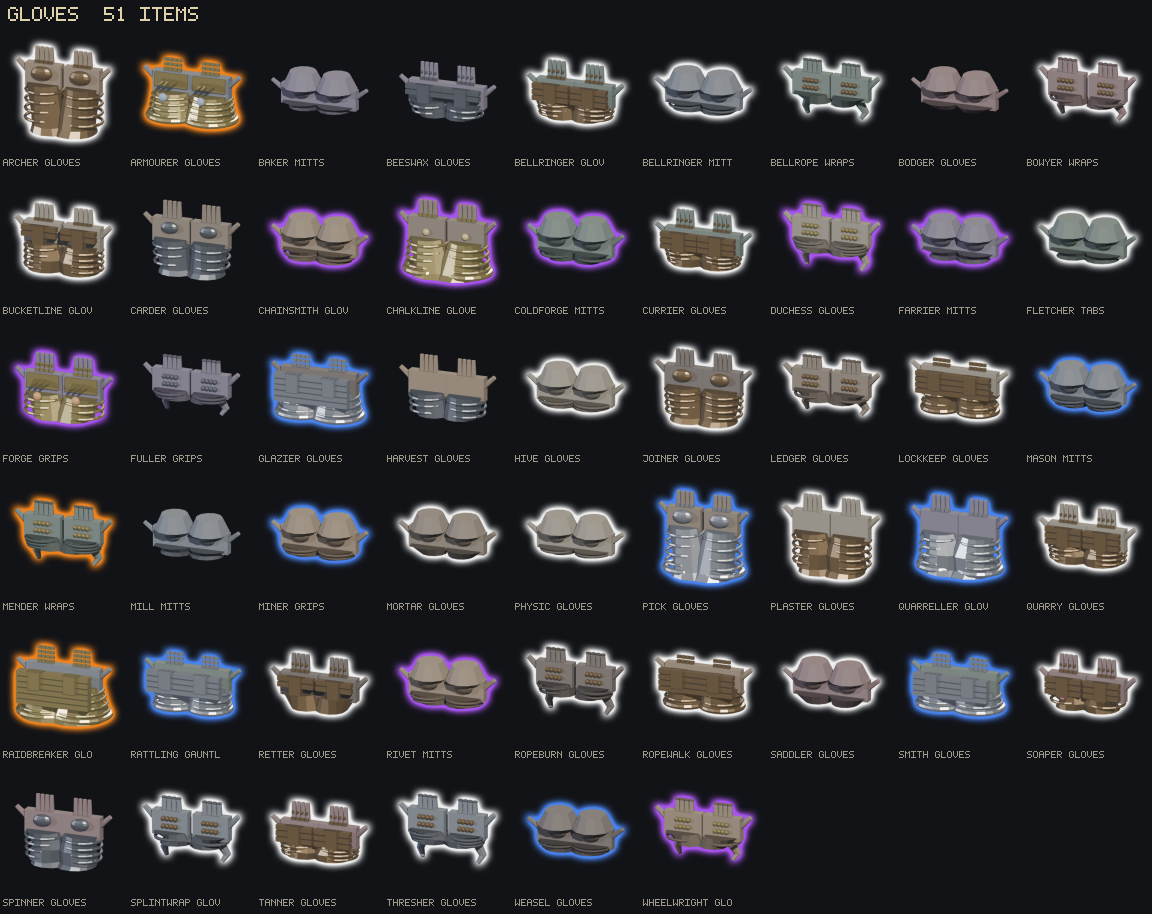 GLOVES 51 ITEMS
ARCHER GLOVES ARMOURER GLOVES BAKER MITTS BEESWAX GLOVES BELLRINGER GLOV BELLRINGER MITT BELLROPE WRAPS BODGER GLOVES BOWYER WRAPS
BUCKETLINE GLOV CARDER GLOVES CHAINSMITH GLOV CHALKLINE GLOVE COLDFORGE MITTS CURRIER GLOVES DUCHESS GLOVES FARRIER MITTS FLETCHER TABS
FORGE GRIPS FULLER GRIPS GLAZIER GLOVES HARVEST GLOVES HIVE GLOVES JOINER GLOVES LEDGER GLOVES LOCKKEEP GLOVES MASON MITTS
MENDER WRAPS MILL MITTS MINER GRIPS MORTAR GLOVES PHYSIC GLOVES PICK GLOVES PLASTER GLOVES QUARRELLER GLOV QUARRY GLOVES
RAIDBREAKER GLO RATTLING GAUNTL RETTER GLOVES RIVET MITTS ROPEBURN GLOVES ROPEWALK GLOVES SADDLER GLOVES SMITH GLOVES SOAPER GLOVES
SPINNER GLOVES SPLINTWRAP GLOV TANNER GLOVES THRESHER GLOVES WEASEL GLOVES WHEELWRIGHT GLO